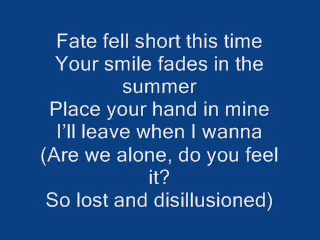 Fate fell short this time
Your smile fades in the
summer
Place your hand in mine
I'll leave when I wanna
(Are we alone, do you feel
it?
So lost and disillusioned)